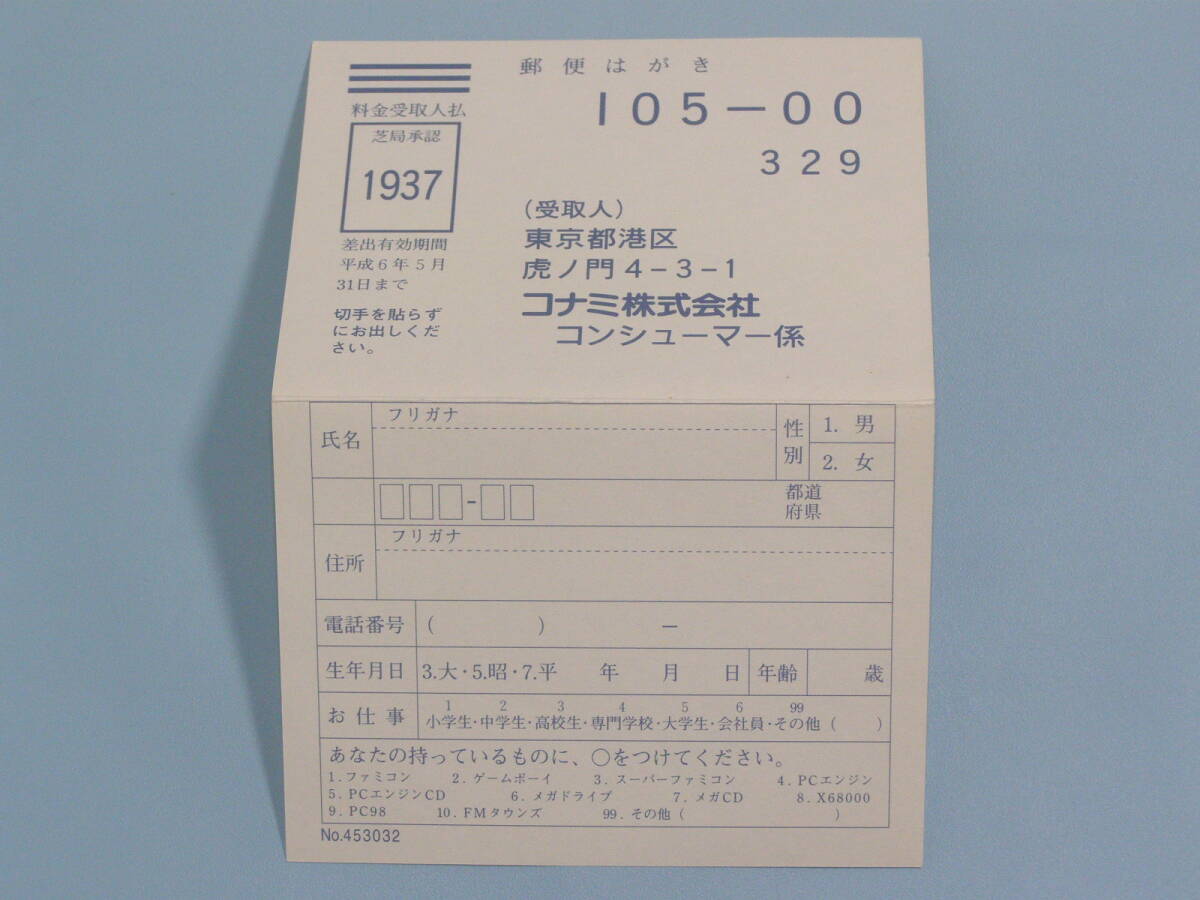 郵便はがき
105-00
329
料金受取人払
芝局承認
1937
差出有効期間
平成6年5月
31日まで
切手を貼らず
にお出しくだ
さい。
(受取人)
東京都港区
虎ノ門4-3-1
コナミ株式会社
コンシューマー係
氏名 フリガナ 性別 1. 男
2. 女
□□□-□□ 都道
府県
住所 フリガナ
電話番号 ( ) ー
生年月日 3.大・5.昭・7.平 年 月 日 年齢 歳
お仕事 1 2 3 4 5 6 99
小学生・中学生・高校生・専門学校・大学生・会社員・その他 ( )
あなたの持っているものに、○をつけてください。
1.ファミコン 2.ゲームボーイ 3.スーパーファミコン 4.PCエンジン
5.PCエンジンCD 6.メガドライブ 7.メガCD 8.X68000
9.PC98 10.FMタウンズ 99.その他 ( )
No.453032